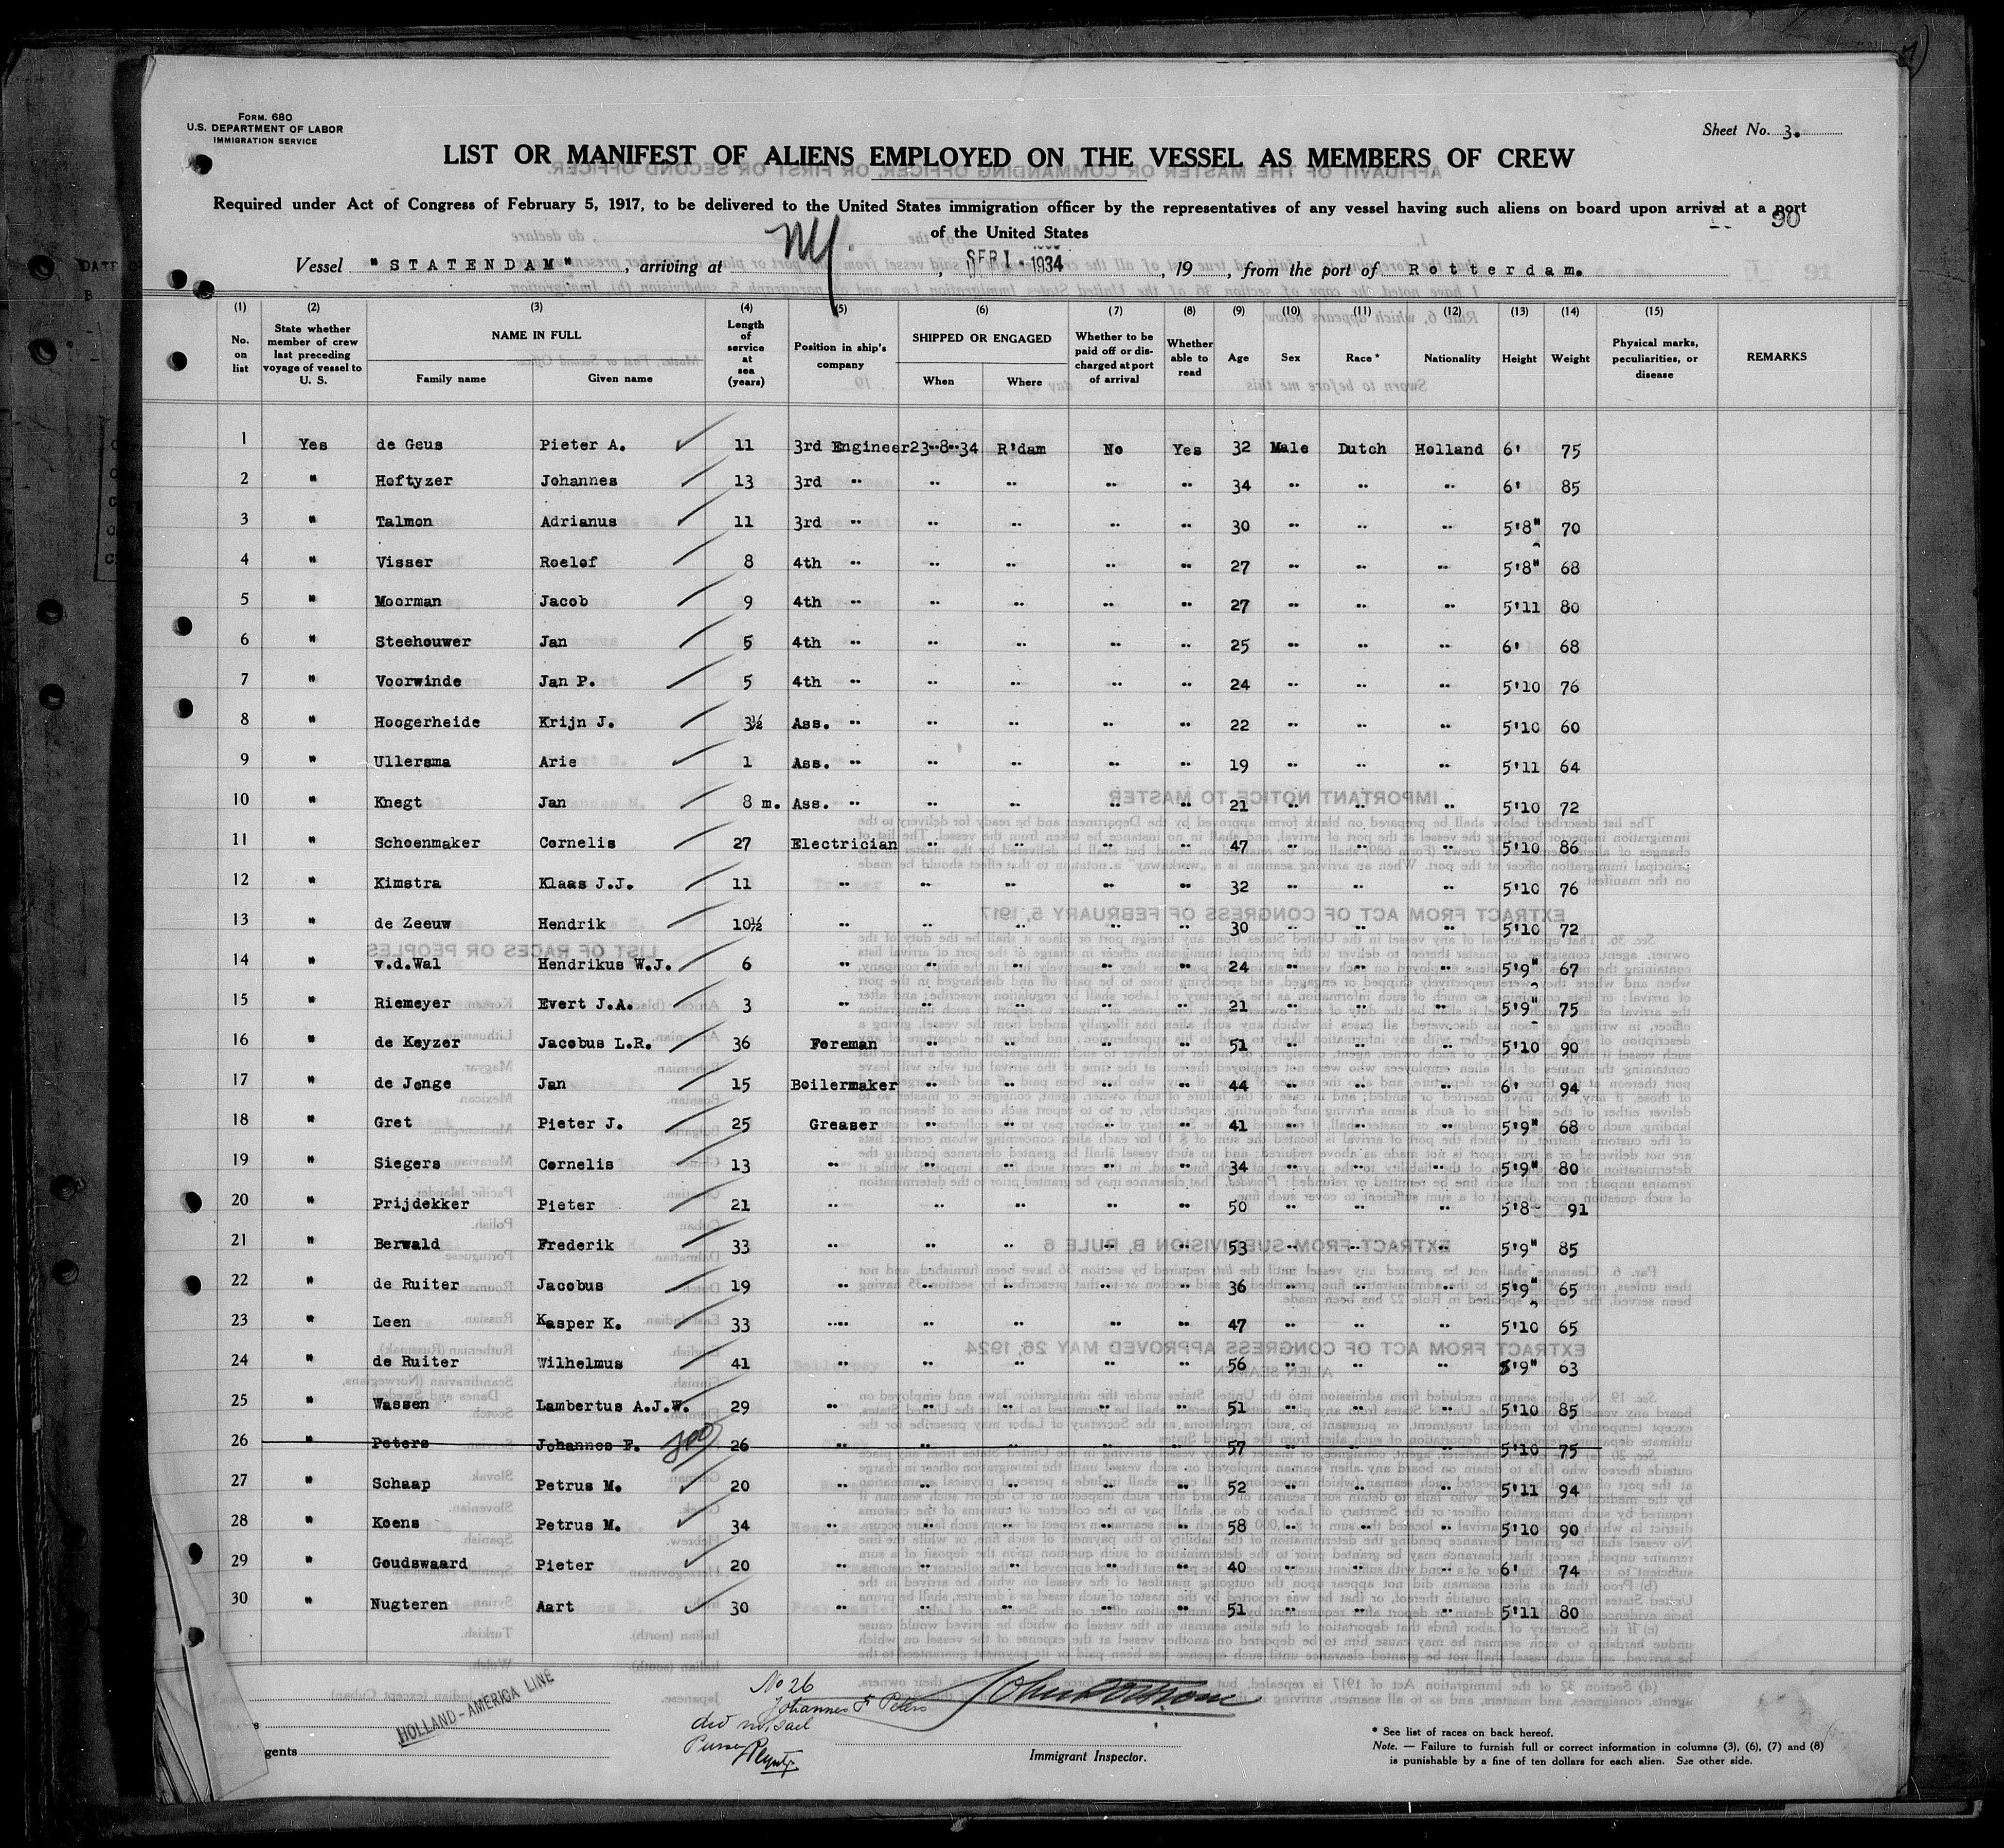 FORM. 680
U.S. DEPARTMENT OF LABOR
IMMIGRATION SERVICE
Sheet No. 3.
LIST OR MANIFEST OF ALIENS EMPLOYED ON THE VESSEL AS MEMBERS OF CREW
Required under Act of Congress of February 5, 1917, to be delivered to the United States immigration officer by the representatives of any vessel having such aliens on board upon arrival at a port
of the United States
30
Vessel "STATENDAM", arriving at NY., SEP 1 - 1934, 19, from the port of Rotterdam.
(1) (2) (3) (4) (5) (6) (7) (8) (9) (10) (11) (12) (13) (14) (15)
No. on list State whether member of crew last preceding voyage of vessel to U. S. NAME IN FULL Family name Given name Length of service at sea (years) Position in ship's company SHIPPED OR ENGAGED When Where Whether to be paid off or discharged at port of arrival Whether able to read Age Sex Race * Nationality Height Weight Physical marks, peculiarities, or disease REMARKS
1 Yes de Geus Pieter A. 11 3rd Engineer 23-8-34 R'dam No Yes 32 Male Dutch Holland 6' 75
2 " Heftyzer Johannes 13 3rd " " " " " 34 " " " 6' 85
3 " Talmon Adrianus 11 3rd " " " " " 30 " " " 5'8" 70
4 " Visser Roelof 8 4th " " " " " 27 " " " 5'8" 68
5 " Moorman Jacob 9 4th " " " " " 27 " " " 5'11 80
6 " Steehouwer Jan 5 4th " " " " " 25 " " " 6' 68
7 " Voorwinde Jan P. 5 4th " " " " " 24 " " " 5'10 76
8 " Hoogerheide Krijn J. 3½ Ass. " " " " " 22 " " " 5'10 60
9 " Ullersma Arie 1 Ass. " " " " " 19 " " " 5'11 64
10 " Knegt Jan 8 m. Ass. " " " " " 21 " " " 5'10 72
11 " Schoenmaker Cornelis 27 Electrician " " " " 47 " " " 5'10 86
12 " Kimstra Klaas J.J. 11 " " " " " 32 " " " 5'10 76
13 " de Zeeuw Hendrik 10½ " " " " " 30 " " " 5'10 72
14 " v.d.Wal Hendrikus W.J. 6 " " " " " 24 " " " 5'9" 67
15 " Riemeyer Evert J.A. 3 " " " " " 21 " " " 5'9" 75
16 " de Keyzer Jacobus L.R. 36 Foreman " " " " 51 " " " 5'10 90
17 " de Jonge Jan 15 Boilermaker " " " " 44 " " " 6' 94
18 " Gret Pieter J. 25 Greaser " " " " 41 " " " 5'9" 68
19 " Siegers Cornelis 13 " " " " " 34 " " " 5'9" 80
20 " Prijdekker Pieter 21 " " " " " 50 " " " 5'8 91
21 " Berwald Frederik 33 " " " " " 53 " " " 5'9" 85
22 " de Ruiter Jacobus 19 " " " " " 36 " " " 5'9" 65
23 " Leen Kasper K. 33 " " " " " 47 " " " 5'10 65
24 " de Ruiter Wilhelmus 41 " " " " " 56 " " " 5'9" 63
25 " Wassen Lambertus A.J.W. 29 " " " " " 51 " " " 5'10 85
26 " Peters Johannes F. 26 " " " " " 57 " " " 5'10 75
27 " Schaap Petrus M. 20 " " " " " 52 " " " 5'11 94
28 " Koens Petrus M. 34 " " " " " 58 " " " 5'10 90
29 " Goudswaard Pieter 20 " " " " " 40 " " " 6' 74
30 " Nugteren Aart 30 " " " " " 51 " " " 5'11 80
HOLLAND-AMERICA LINE
gents
No 26
Johannes F Peters
did not sail
Purser
Immigrant Inspector.
* See list of races on back hereof.
Note. — Failure to furnish full or correct information in columns (3), (6), (7) and (8)
is punishable by a fine of ten dollars for each alien. See other side.